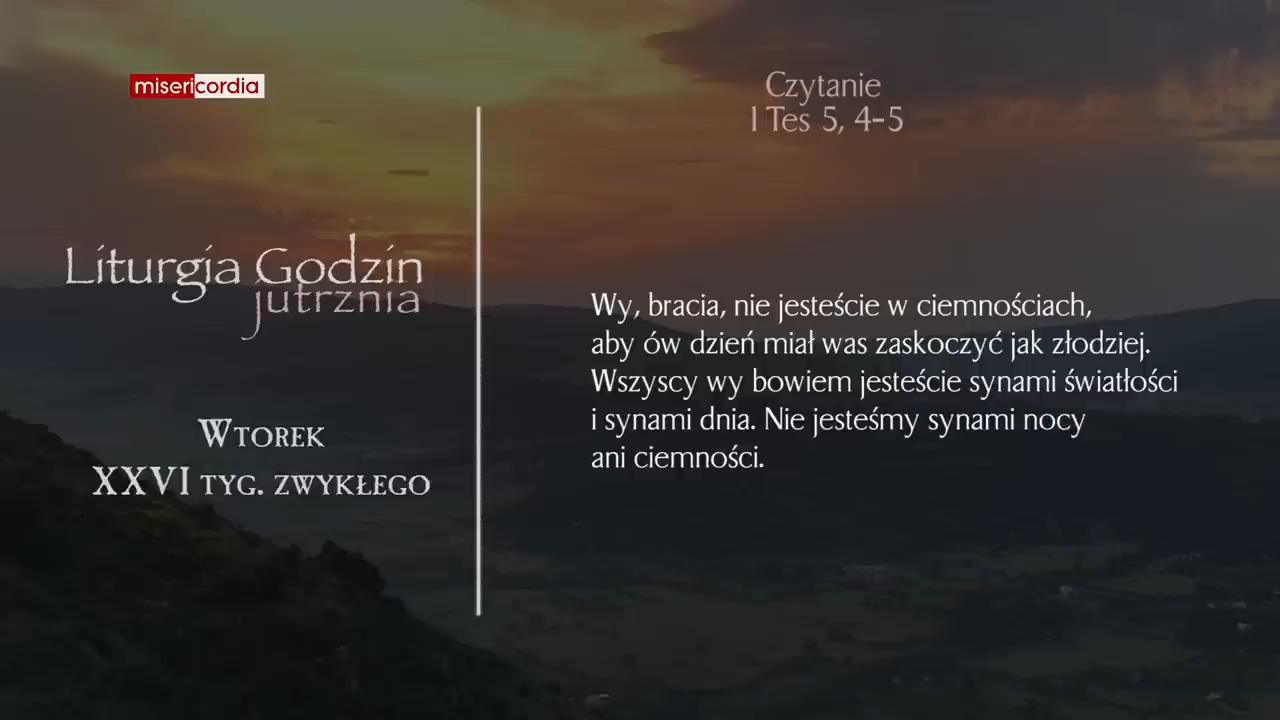 misericordia
Liturgia Godzin
jutrznia
Wtorek
XXVI tyg. zwykłego
Czytanie
1 Tes 5, 4-5
Wy, bracia, nie jesteście w ciemnościach,
aby ów dzień miał was zaskoczyć jak złodziej.
Wszyscy wy bowiem jesteście synami światłości
i synami dnia. Nie jesteśmy synami nocy
ani ciemności.